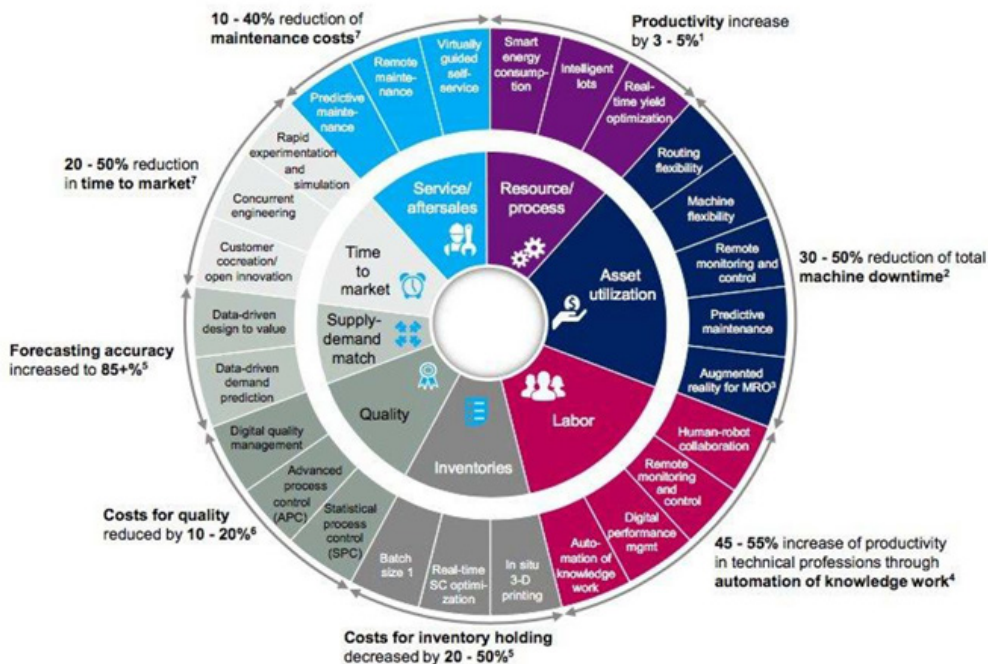 10 - 40% reduction of
maintenance costs⁷
Productivity increase
by 3 - 5%¹
20 - 50% reduction
in time to market⁷
30 - 50% reduction of total
machine downtime²
Forecasting accuracy
increased to 85+%⁵
Costs for quality
reduced by 10 - 20%⁶
45 - 55% increase of productivity
in technical professions through
automation of knowledge work⁴
Costs for inventory holding
decreased by 20 - 50%⁵
Smart
energy
consump-
tion
Intelligent
lots
Real-
time yield
optimization
Routing
flexibility
Machine
flexibility
Remote
monitoring and
control
Predictive
maintenance
Augmented
reality for MRO³
Human-robot
collaboration
Remote
monitoring and
control
Digital
performance
mgmt
Auto-
mation of
knowledge
work
In situ
3-D
printing
Real-time
SC optimi-
zation
Batch
size 1
Statistical
process
control
(SPC)
Advanced
process
control
(APC)
Digital quality
management
Data-driven
demand
prediction
Data-driven
design to value
Customer
cocreation/
open innovation
Concurrent
engineering
Rapid
experimentation
and
simulation
Predictive
mainte-
nance
Remote
mainte-
nance
Virtually
guided
self-
service
Service/
aftersales
Resource/
process
Asset
utilization
Labor
Inventories
Quality
Supply-
demand
match
Time
to
market